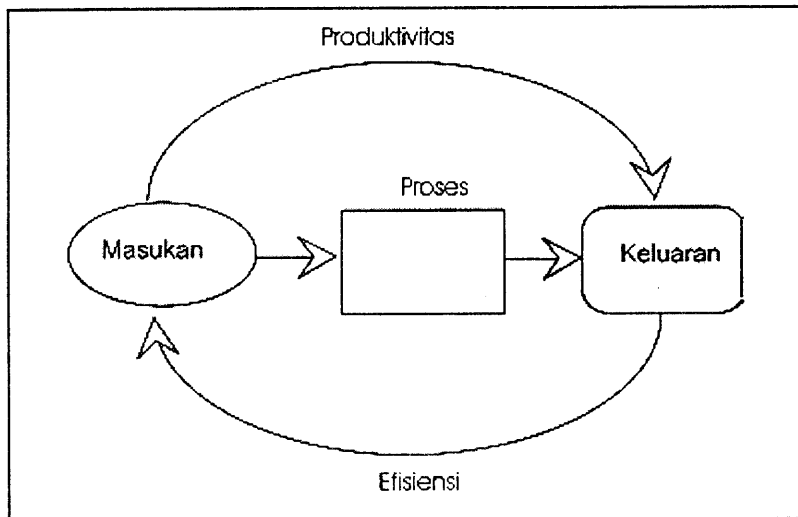 Produktivitas
Proses
Masukan
Keluaran
Efisiensi